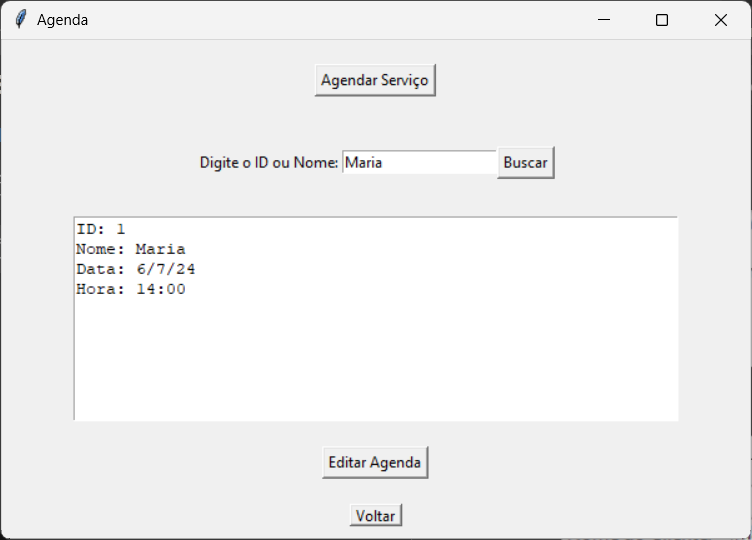 Agenda
Agendar Serviço
Digite o ID ou Nome: Maria Buscar
ID: 1
Nome: Maria
Data: 6/7/24
Hora: 14:00
Editar Agenda
Voltar